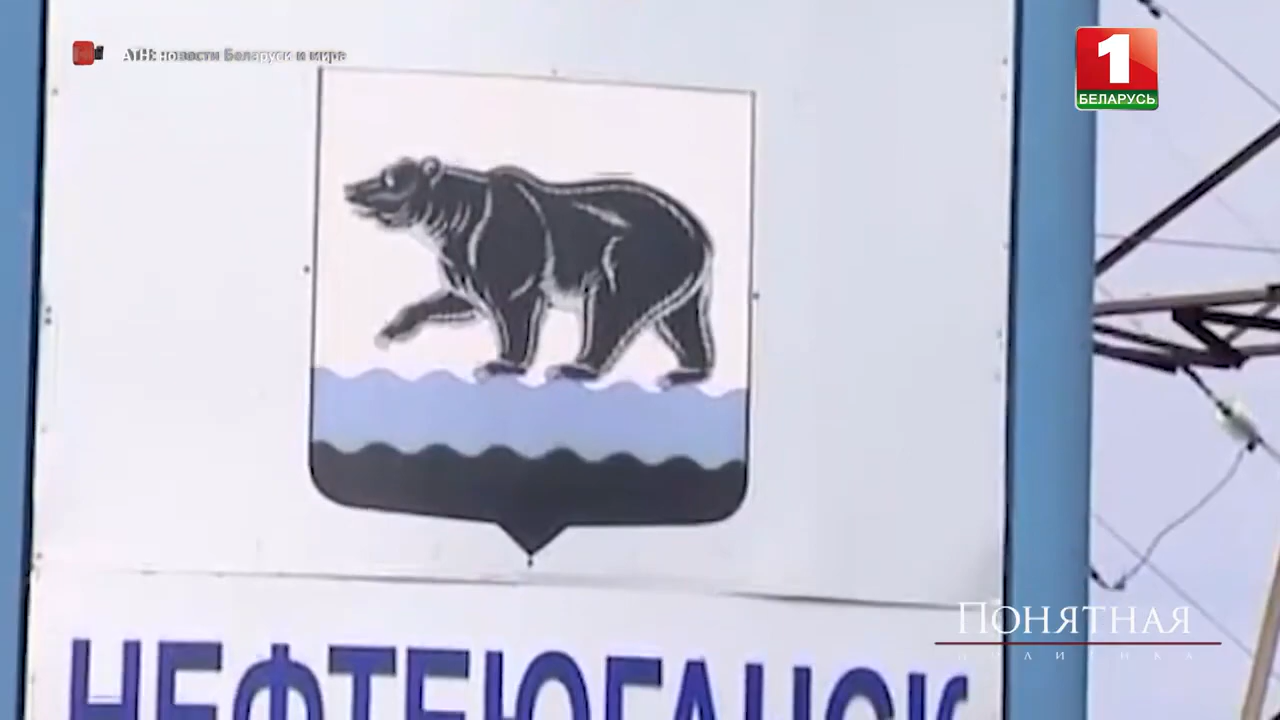 АТН: новости Беларуси и мира
1
БЕЛАРУСЬ
ПОНЯТНАЯ
ПОЛИТИКА
НЕФТЕЮГАНСК